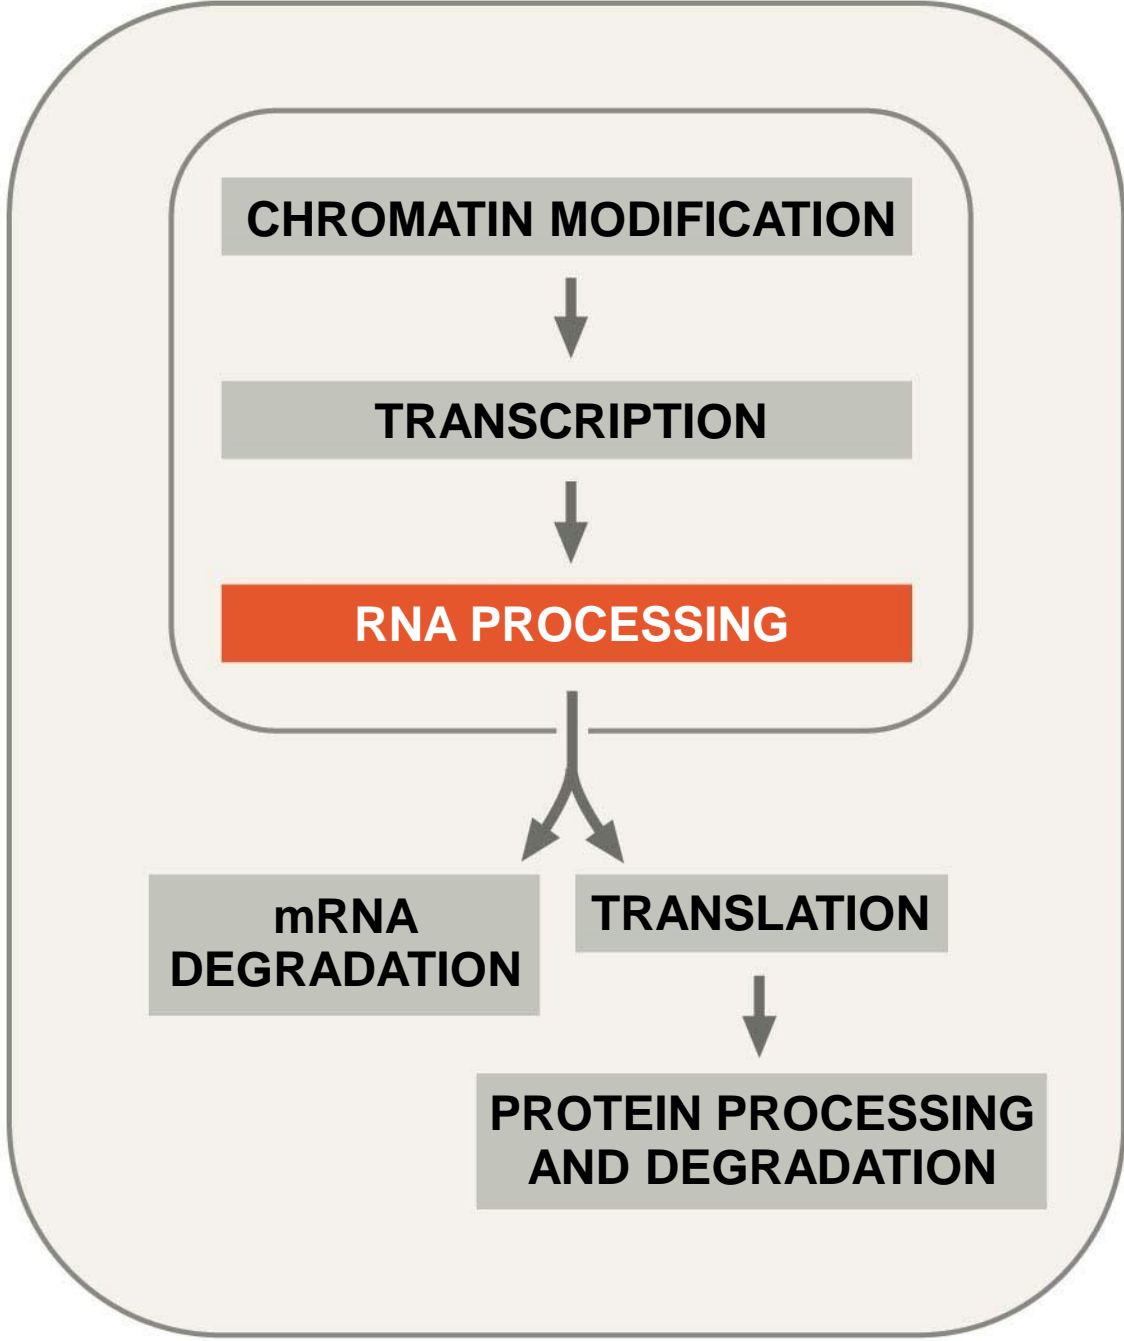 CHROMATIN MODIFICATION
TRANSCRIPTION
RNA PROCESSING
mRNA
DEGRADATION
TRANSLATION
PROTEIN PROCESSING
AND DEGRADATION